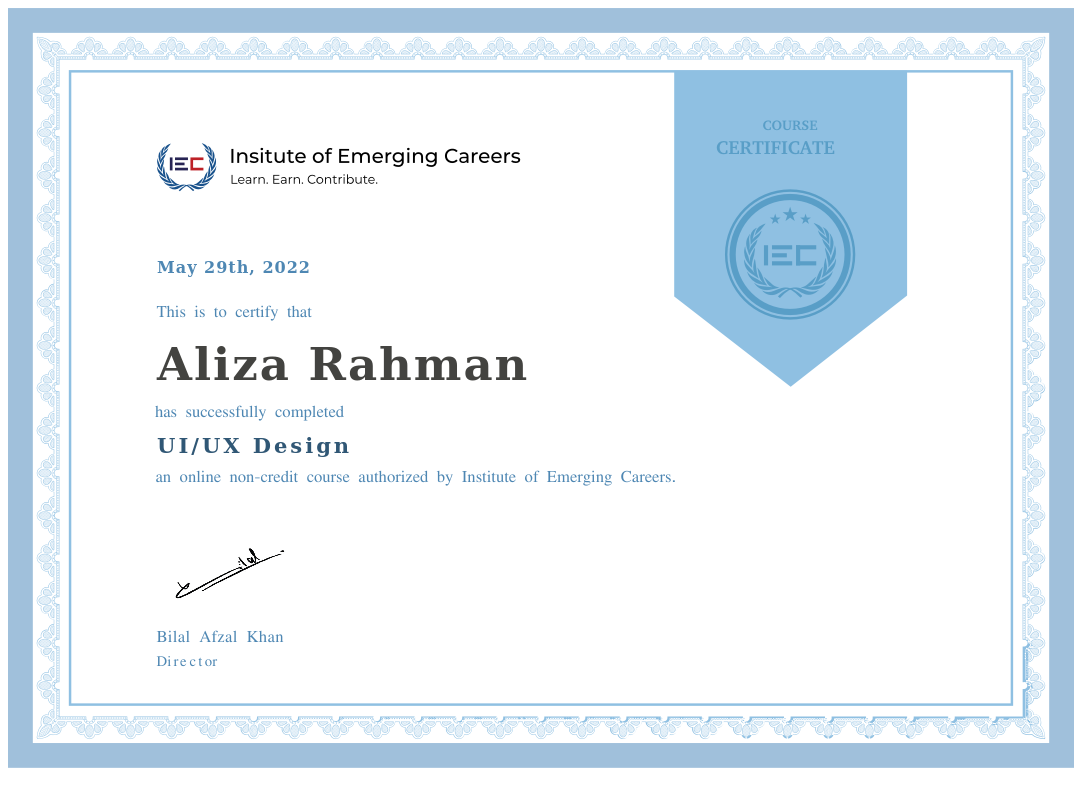 COURSE
CERTIFICATE
IEC
Insitute of Emerging Careers
Learn. Earn. Contribute.
IEC
May 29th, 2022
This is to certify that
Aliza Rahman
has successfully completed
UI/UX Design
an online non-credit course authorized by Institute of Emerging Careers.
Bilal Afzal Khan
Director